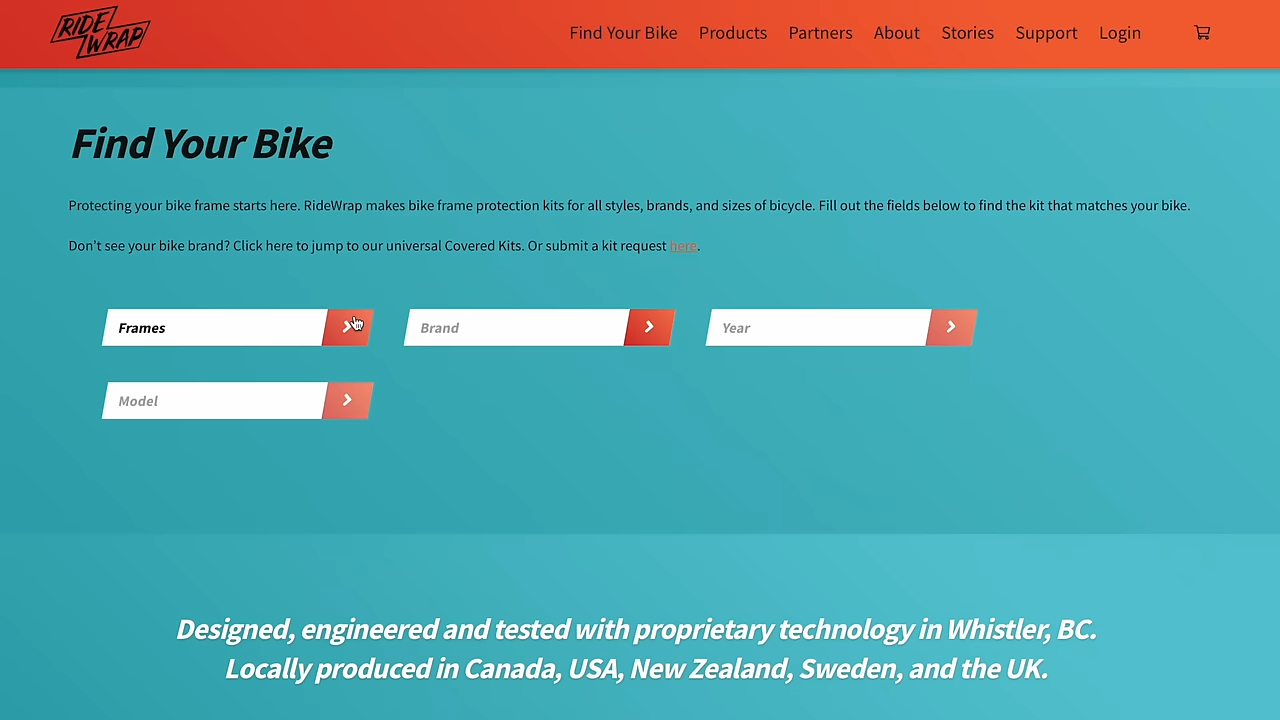 RIDE
WRAP
Find Your Bike Products Partners About Stories Support Login
Find Your Bike
Protecting your bike frame starts here. RideWrap makes bike frame protection kits for all styles, brands, and sizes of bicycle. Fill out the fields below to find the kit that matches your bike.
Don’t see your bike brand? Click here to jump to our universal Covered Kits. Or submit a kit request here.
Frames
Brand
Year
Model
Designed, engineered and tested with proprietary technology in Whistler, BC.
Locally produced in Canada, USA, New Zealand, Sweden, and the UK.